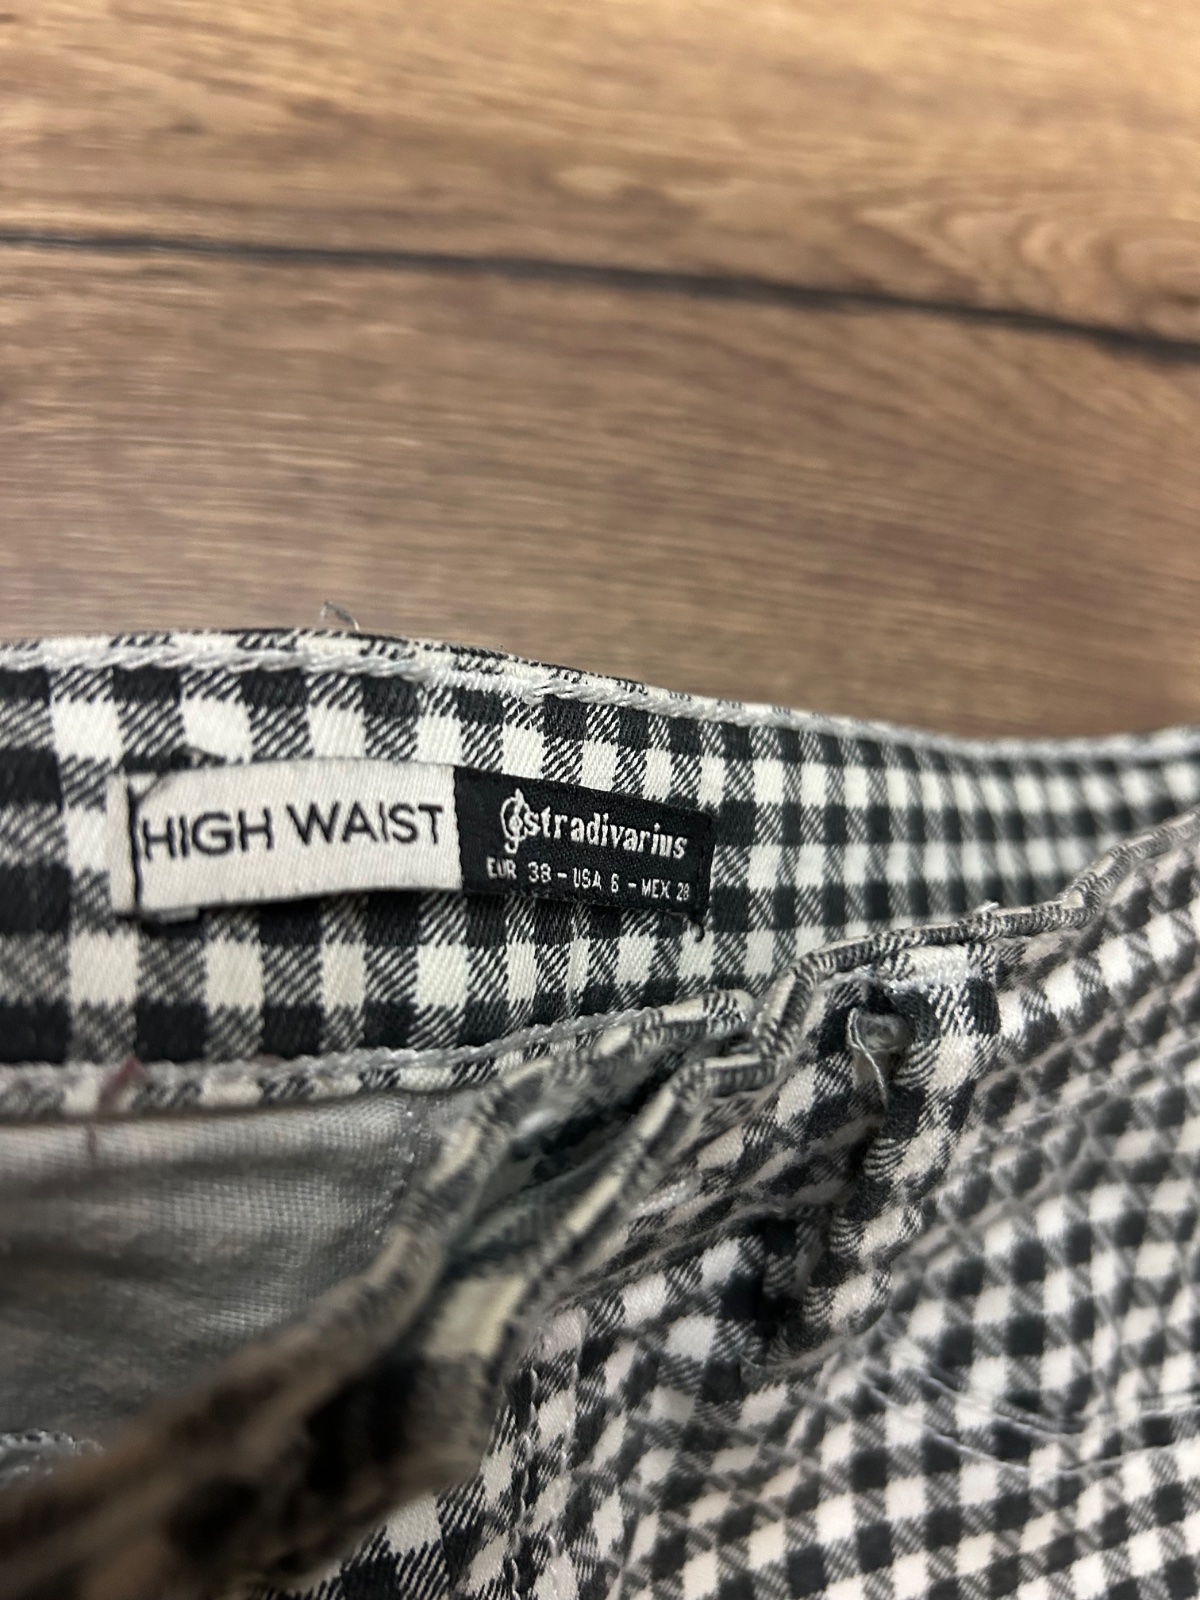 HIGH WAIST
stradivarius
EUR 38 - USA 6 - MEX 28